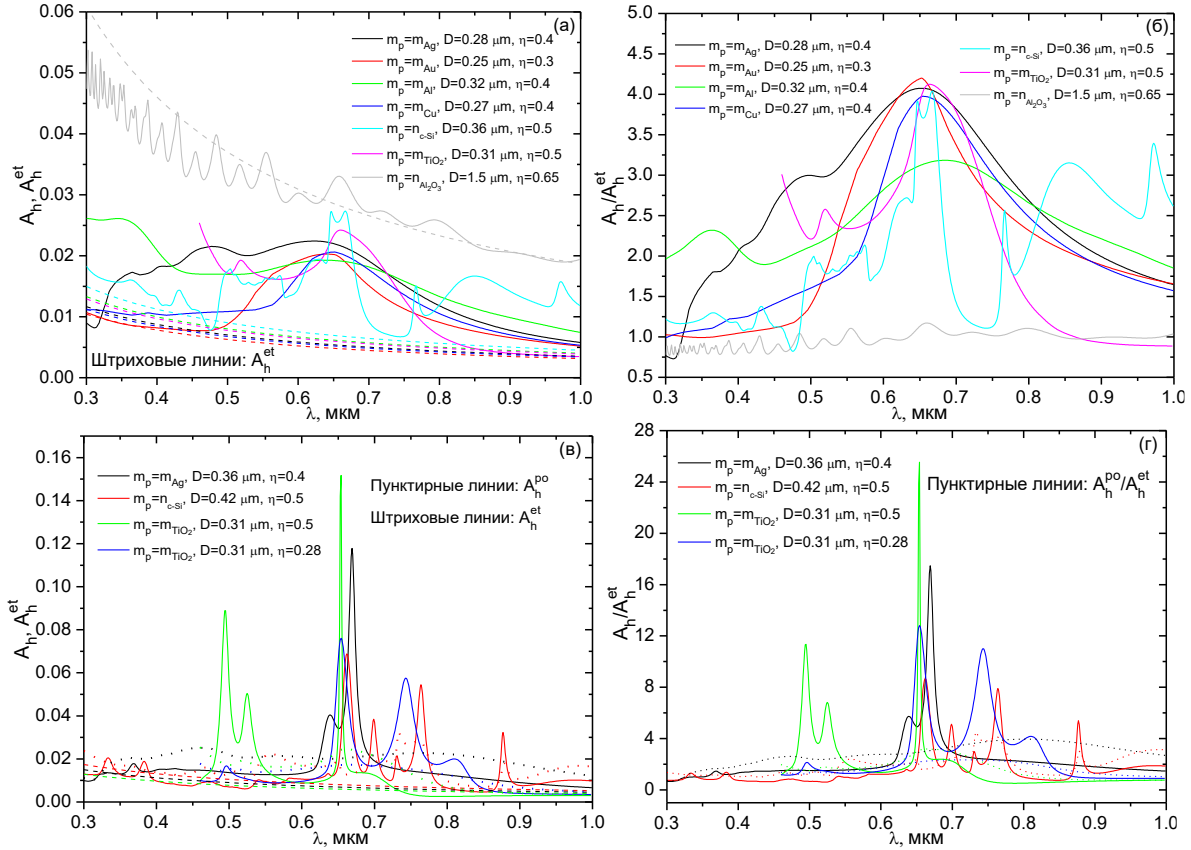 (а)
0.06
0.05
0.04
0.03
0.02
0.01
0.00
A_h, A_h^et
m_p=m_Ag, D=0.28 μm, η=0.4
m_p=m_Au, D=0.25 μm, η=0.3
m_p=m_Al, D=0.32 μm, η=0.4
m_p=m_Cu, D=0.27 μm, η=0.4
m_p=n_c-Si, D=0.36 μm, η=0.5
m_p=m_TiO2, D=0.31 μm, η=0.5
m_p=n_Al2O3, D=1.5 μm, η=0.65
Штриховые линии: A_h^et
0.3 0.4 0.5 0.6 0.7 0.8 0.9 1.0
λ, мкм
(б)
5.0
4.5
4.0
3.5
3.0
2.5
2.0
1.5
1.0
0.5
A_h/A_h^et
m_p=m_Ag, D=0.28 μm, η=0.4
m_p=m_Au, D=0.25 μm, η=0.3
m_p=m_Al, D=0.32 μm, η=0.4
m_p=m_Cu, D=0.27 μm, η=0.4
m_p=n_c-Si, D=0.36 μm, η=0.5
m_p=m_TiO2, D=0.31 μm, η=0.5
m_p=n_Al2O3, D=1.5 μm, η=0.65
0.3 0.4 0.5 0.6 0.7 0.8 0.9 1.0
λ, мкм
(в)
0.16
0.14
0.12
0.10
0.08
0.06
0.04
0.02
0.00
A_h, A_h^et
m_p=m_Ag, D=0.36 μm, η=0.4
m_p=n_c-Si, D=0.42 μm, η=0.5
m_p=m_TiO2, D=0.31 μm, η=0.5
m_p=m_TiO2, D=0.31 μm, η=0.28
Пунктирные линии: A_h^po
Штриховые линии: A_h^et
0.3 0.4 0.5 0.6 0.7 0.8 0.9 1.0
λ, мкм
(г)
28
24
20
16
12
8
4
0
A_h/A_h^et
m_p=m_Ag, D=0.36 μm, η=0.4
m_p=n_c-Si, D=0.42 μm, η=0.5
m_p=m_TiO2, D=0.31 μm, η=0.5
m_p=m_TiO2, D=0.31 μm, η=0.28
Пунктирные линии: A_h^po/A_h^et
0.3 0.4 0.5 0.6 0.7 0.8 0.9 1.0
λ, мкм